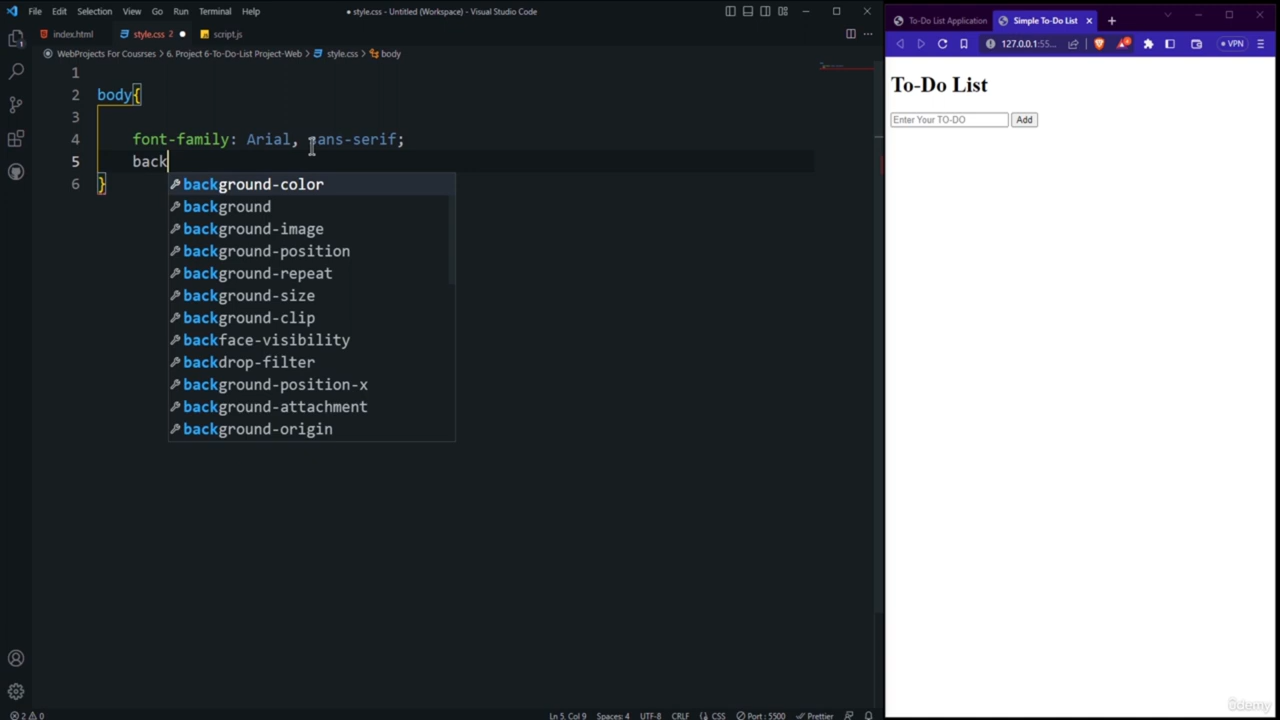 File Edit Selection View Go Run Terminal Help
● style.css - Untitled (Workspace) - Visual Studio Code
index.html
style.css 2 ●
script.js
WebProjects For Coursses > 6. Project 6-To-Do-List Project-Web > style.css > body
1
2 body{
3
4 font-family: Arial, sans-serif;
5 back
6 }
background-color
background
background-image
background-position
background-repeat
background-size
background-clip
backface-visibility
backdrop-filter
background-position-x
background-attachment
background-origin
2 0
Ln 5, Col 9 Spaces: 4 UTF-8 CRLF {} CSS Port : 5500 Prettier
To-Do List Application
Simple To-Do List
127.0.0.1:55...
VPN
To-Do List
Enter Your TO-DO
Add
ûdemy